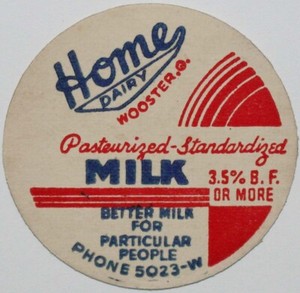 Home
DAIRY
WOOSTER, O.
Pasteurized-Standardized
MILK
3.5% B. F.
OR MORE
BETTER MILK
FOR
PARTICULAR
PEOPLE
PHONE 5023-W